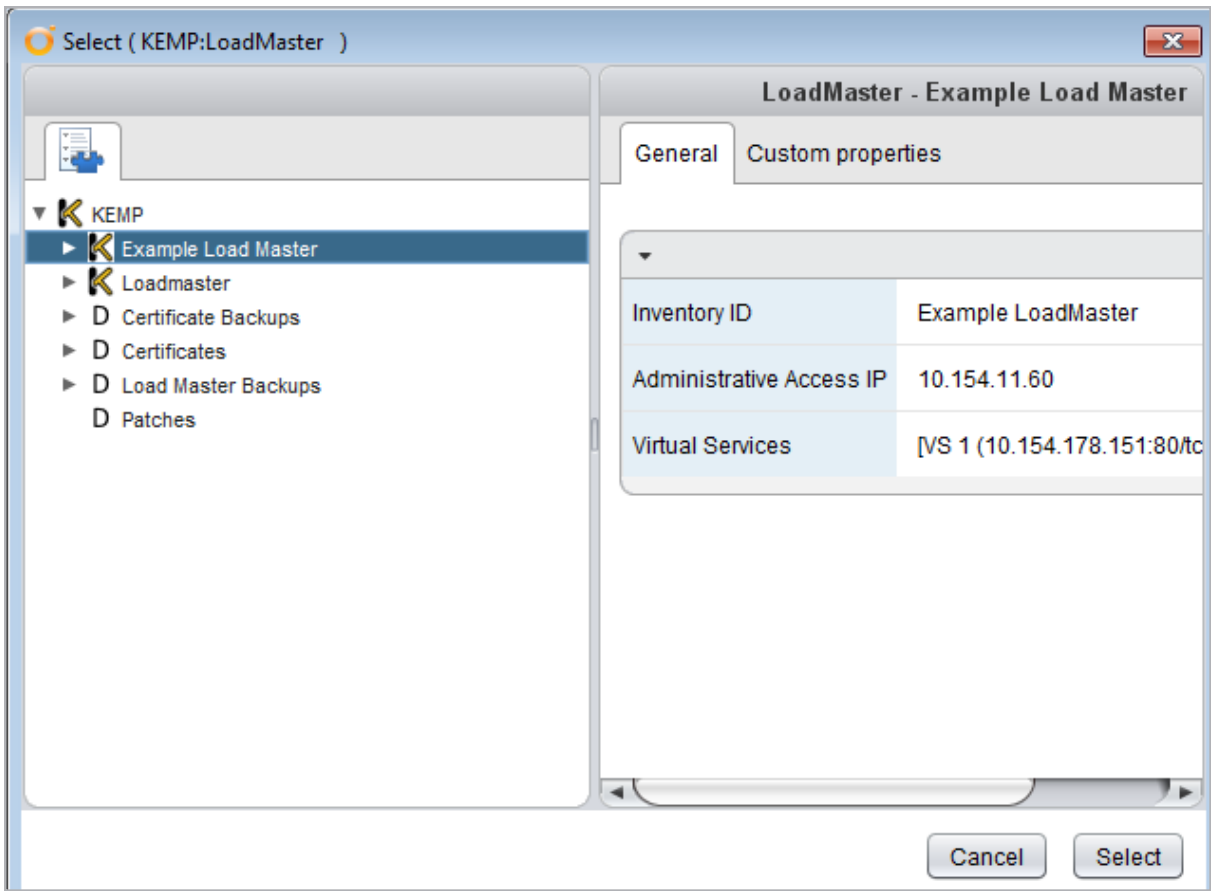 Select ( KEMP:LoadMaster )
LoadMaster - Example Load Master
General
Custom properties
KEMP
Example Load Master
Loadmaster
D Certificate Backups
D Certificates
D Load Master Backups
D Patches
Inventory ID
Example LoadMaster
Administrative Access IP
10.154.11.60
Virtual Services
[VS 1 (10.154.178.151:80/tc
Cancel
Select